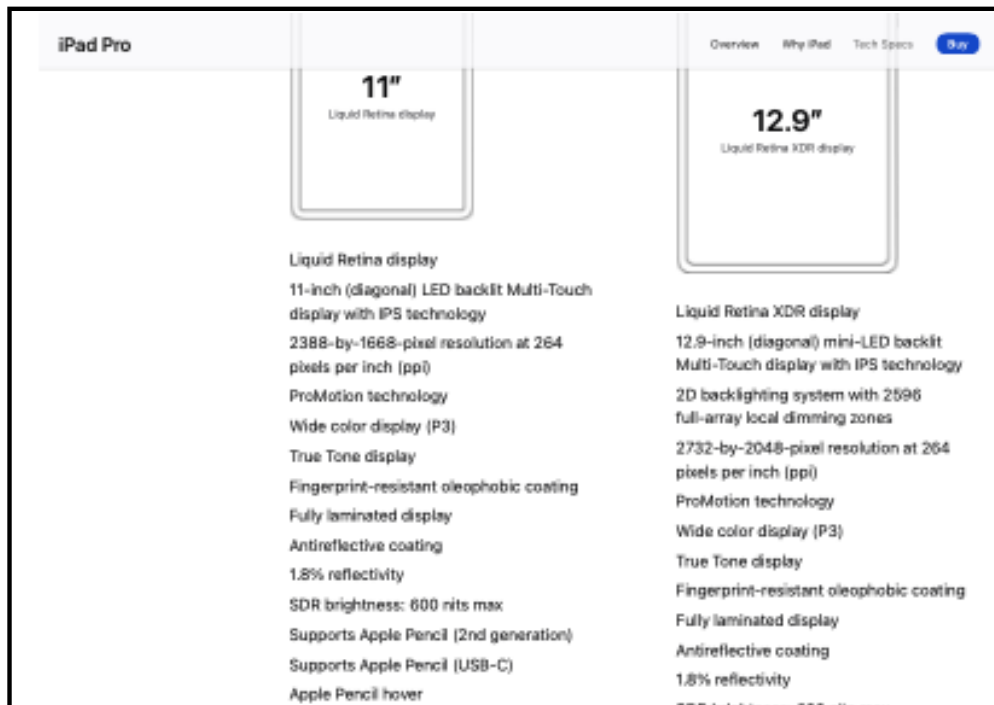 iPad Pro
Overview Why iPad Tech Specs Buy
11"
Liquid Retina display
Liquid Retina display
11-inch (diagonal) LED backlit Multi-Touch
display with IPS technology
2388-by-1668-pixel resolution at 264
pixels per inch (ppi)
ProMotion technology
Wide color display (P3)
True Tone display
Fingerprint-resistant oleophobic coating
Fully laminated display
Antireflective coating
1.8% reflectivity
SDR brightness: 600 nits max
Supports Apple Pencil (2nd generation)
Supports Apple Pencil (USB-C)
Apple Pencil hover
12.9"
Liquid Retina XDR display
Liquid Retina XDR display
12.9-inch (diagonal) mini-LED backlit
Multi-Touch display with IPS technology
2D backlighting system with 2596
full-array local dimming zones
2732-by-2048-pixel resolution at 264
pixels per inch (ppi)
ProMotion technology
Wide color display (P3)
True Tone display
Fingerprint-resistant oleophobic coating
Fully laminated display
Antireflective coating
1.8% reflectivity